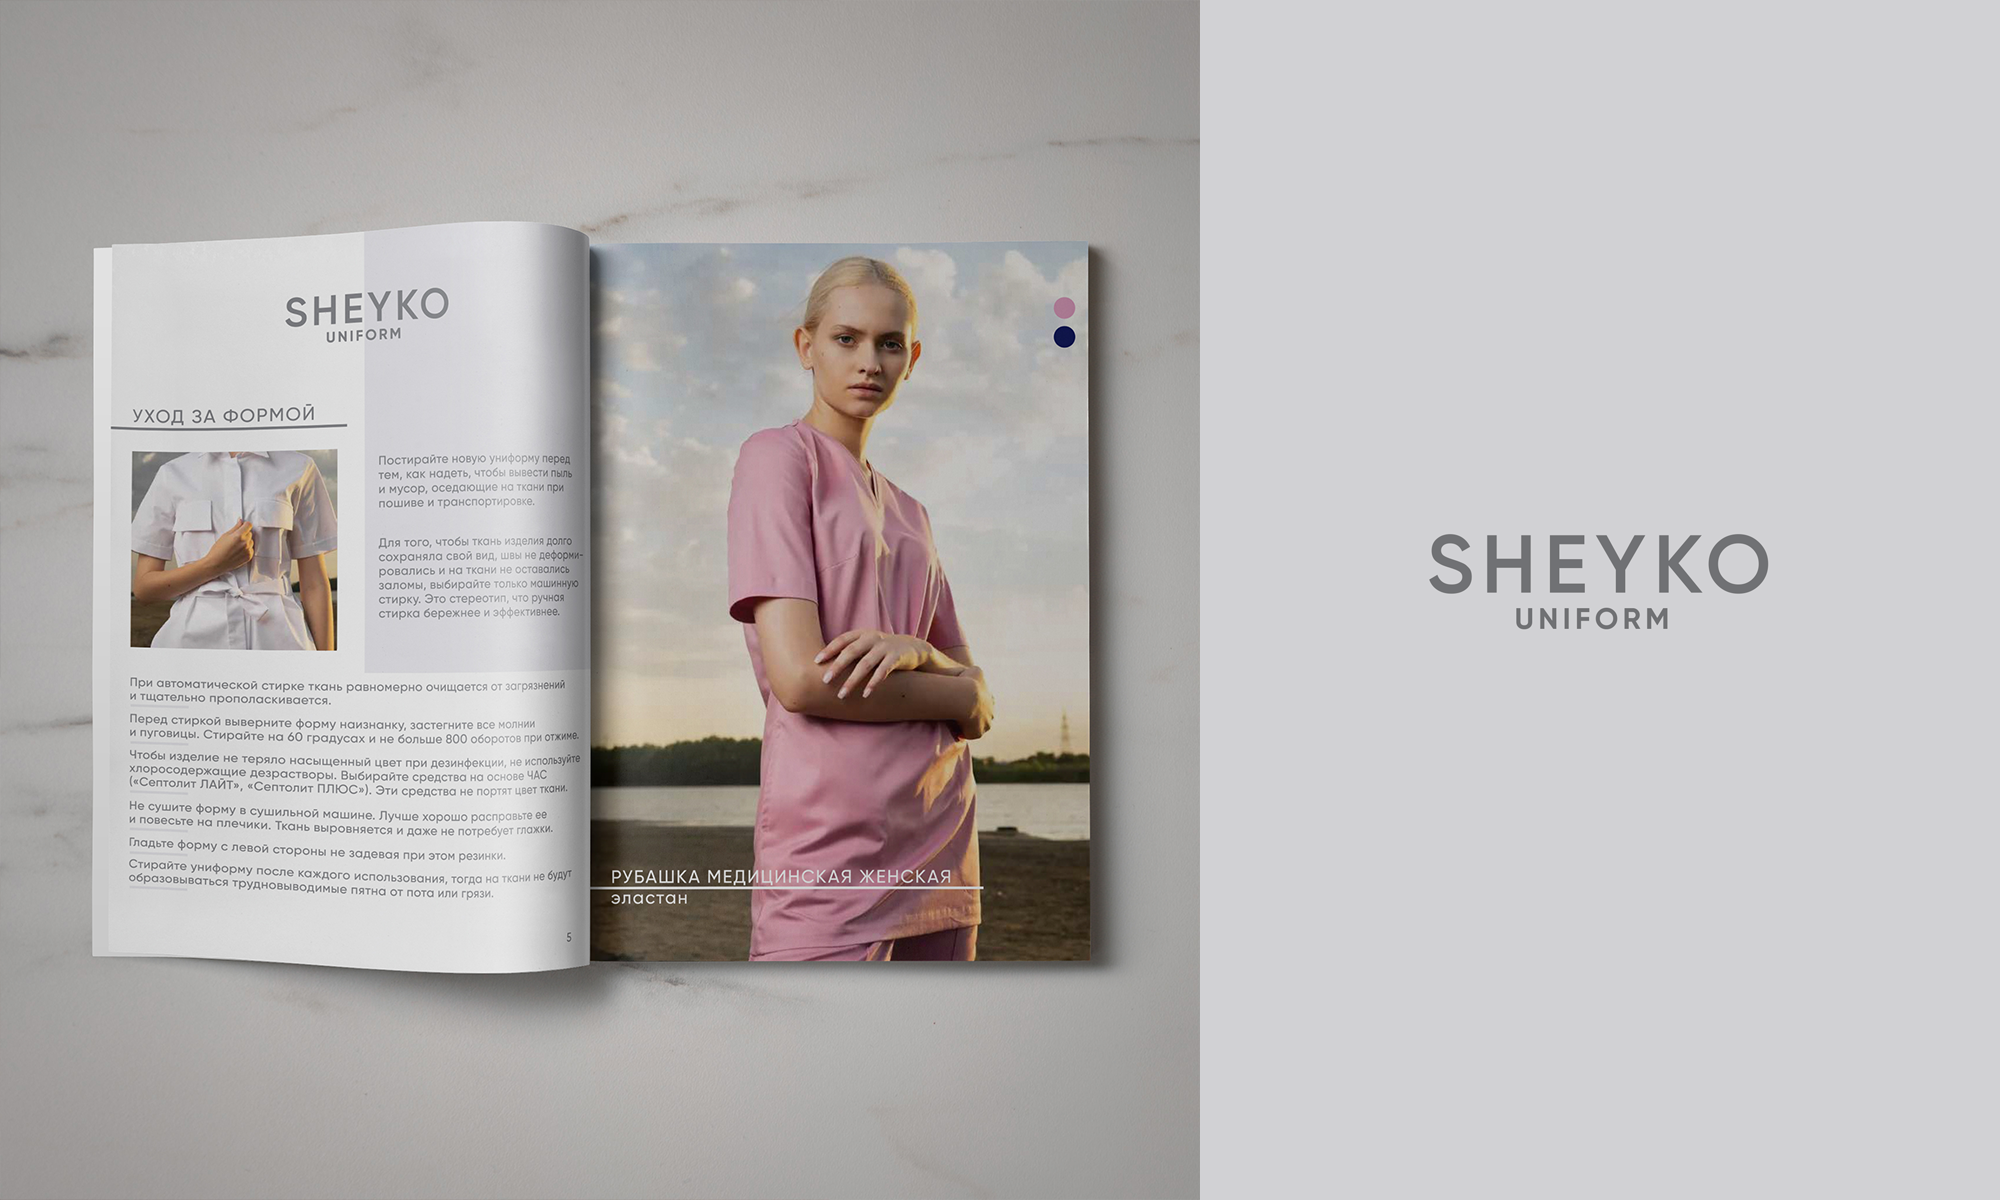 SHEYKO
UNIFORM
УХОД ЗА ФОРМОЙ
Постирайте новую униформу перед
тем, как надеть, чтобы вывести пыль
и мусор, оседающие на ткани при
пошиве и транспортировке.
Для того, чтобы ткань изделия долго
сохраняла свой вид, швы не деформи-
ровались и на ткани не оставались
заломы, выбирайте только машинную
стирку. Это стереотип, что ручная
стирка бережнее и эффективнее.
При автоматической стирке ткань равномерно очищается от загрязнений
и тщательно прополаскивается.
Перед стиркой выверните форму наизнанку, застегните все молнии
и пуговицы. Стирайте на 60 градусах и не больше 800 оборотов при отжиме.
Чтобы изделие не теряло насыщенный цвет при дезинфекции, не используйте
хлоросодержащие дезрастворы. Выбирайте средства на основе ЧАС
(«Септолит ЛАЙТ», «Септолит ПЛЮС»). Эти средства не портят цвет ткани.
Не сушите форму в сушильной машине. Лучше хорошо расправьте ее
и повесьте на плечики. Ткань выровняется и даже не потребует глажки.
Гладьте форму с левой стороны не задевая при этом резинки.
Стирайте униформу после каждого использования, тогда на ткани не будут
образовываться трудновыводимые пятна от пота или грязи.
5
РУБАШКА МЕДИЦИНСКАЯ ЖЕНСКАЯ
эластан
SHEYKO
UNIFORM